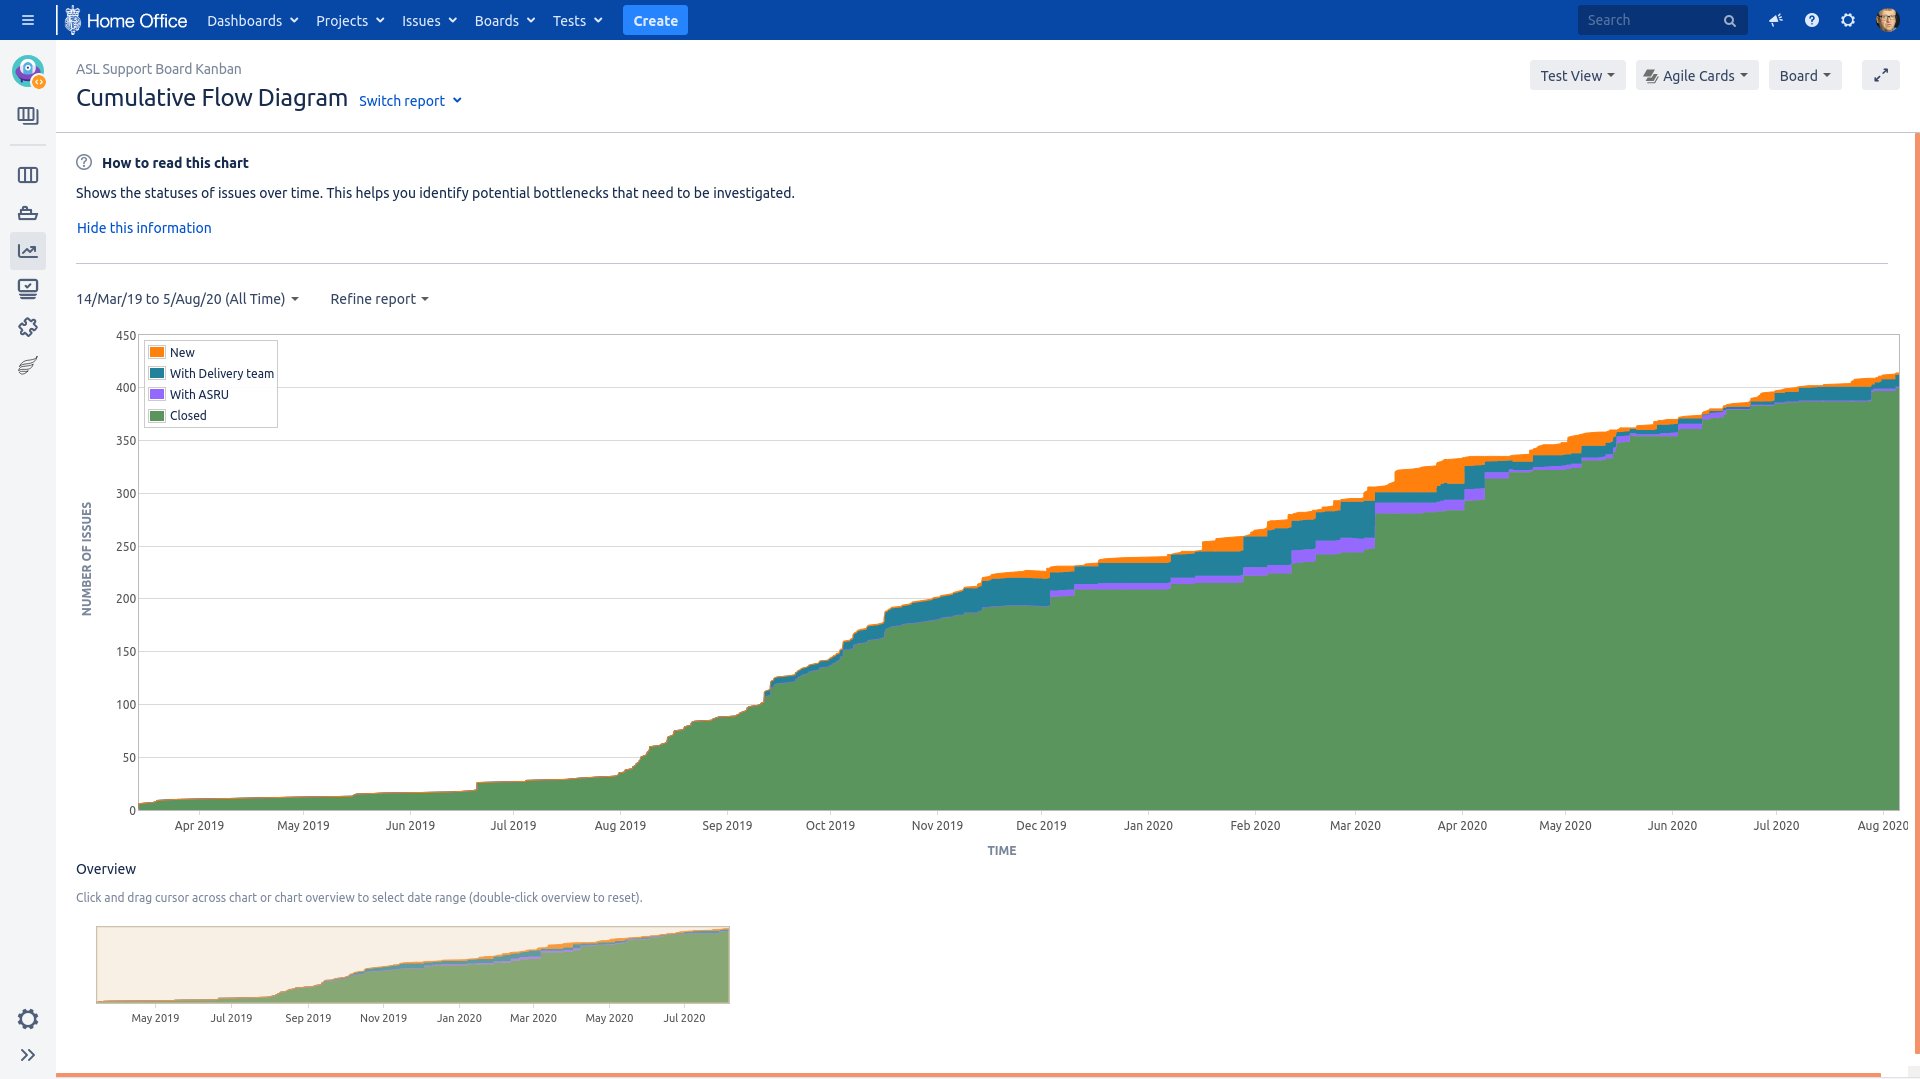 Home Office
Dashboards Projects Issues Boards Tests Create
Search
ASL Support Board Kanban
Cumulative Flow Diagram Switch report
Test View Agile Cards Board
How to read this chart
Shows the statuses of issues over time. This helps you identify potential bottlenecks that need to be investigated.
Hide this information
14/Mar/19 to 5/Aug/20 (All Time) Refine report
New
With Delivery team
With ASRU
Closed
450
400
350
300
250
200
150
100
50
0
NUMBER OF ISSUES
Apr 2019 May 2019 Jun 2019 Jul 2019 Aug 2019 Sep 2019 Oct 2019 Nov 2019 Dec 2019 Jan 2020 Feb 2020 Mar 2020 Apr 2020 May 2020 Jun 2020 Jul 2020 Aug 2020
TIME
Overview
Click and drag cursor across chart or chart overview to select date range (double-click overview to reset).
May 2019 Jul 2019 Sep 2019 Nov 2019 Jan 2020 Mar 2020 May 2020 Jul 2020